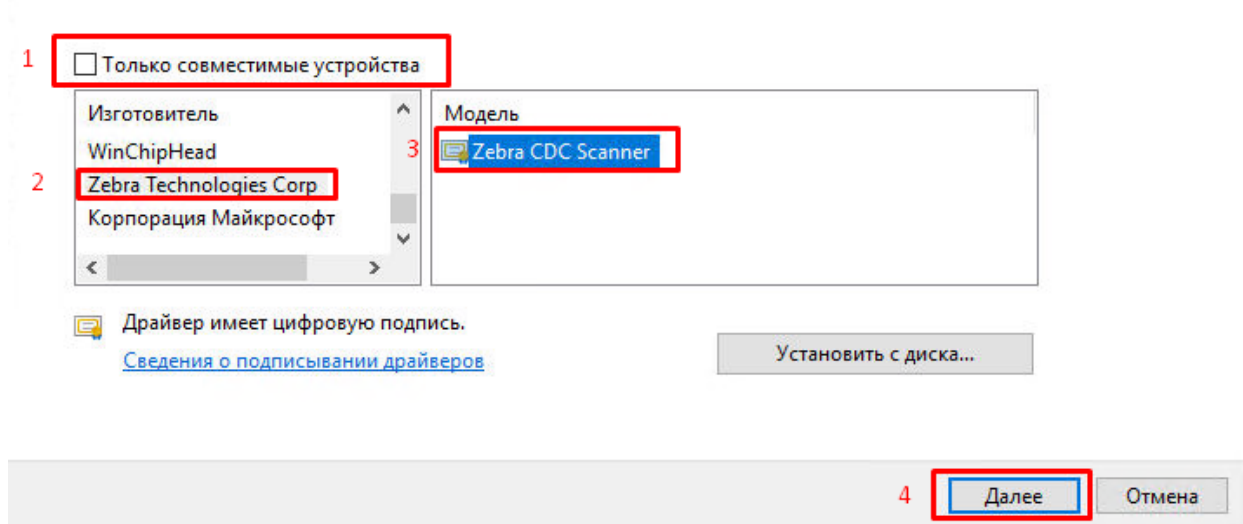 1 Только совместимые устройства
Изготовитель
WinChipHead
2 Zebra Technologies Corp
Корпорация Майкрософт
Модель
3 Zebra CDC Scanner
Драйвер имеет цифровую подпись.
Сведения о подписывании драйверов
Установить с диска...
4 Далее Отмена